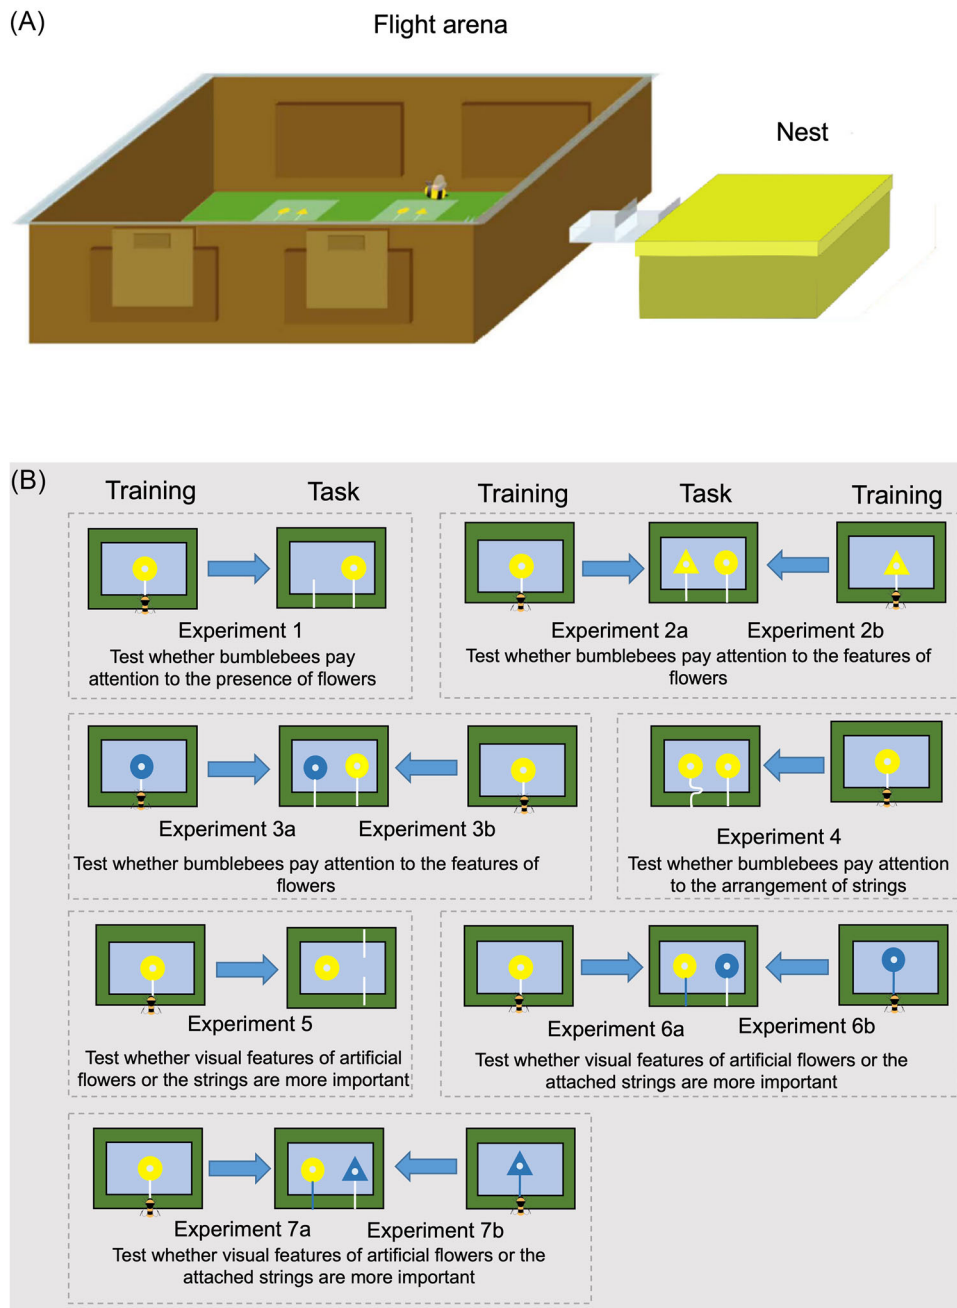 (A)
Flight arena
Nest
(B)
Training
Task
Training
Task
Training
Experiment 1
Test whether bumblebees pay
attention to the presence of flowers
Experiment 2a
Experiment 2b
Test whether bumblebees pay attention to the features of
flowers
Experiment 3a
Experiment 3b
Test whether bumblebees pay attention to the features of
flowers
Experiment 4
Test whether bumblebees pay attention
to the arrangement of strings
Experiment 5
Test whether visual features of artificial
flowers or the strings are more important
Experiment 6a
Experiment 6b
Test whether visual features of artificial flowers or the
attached strings are more important
Experiment 7a
Experiment 7b
Test whether visual features of artificial flowers or the
attached strings are more important